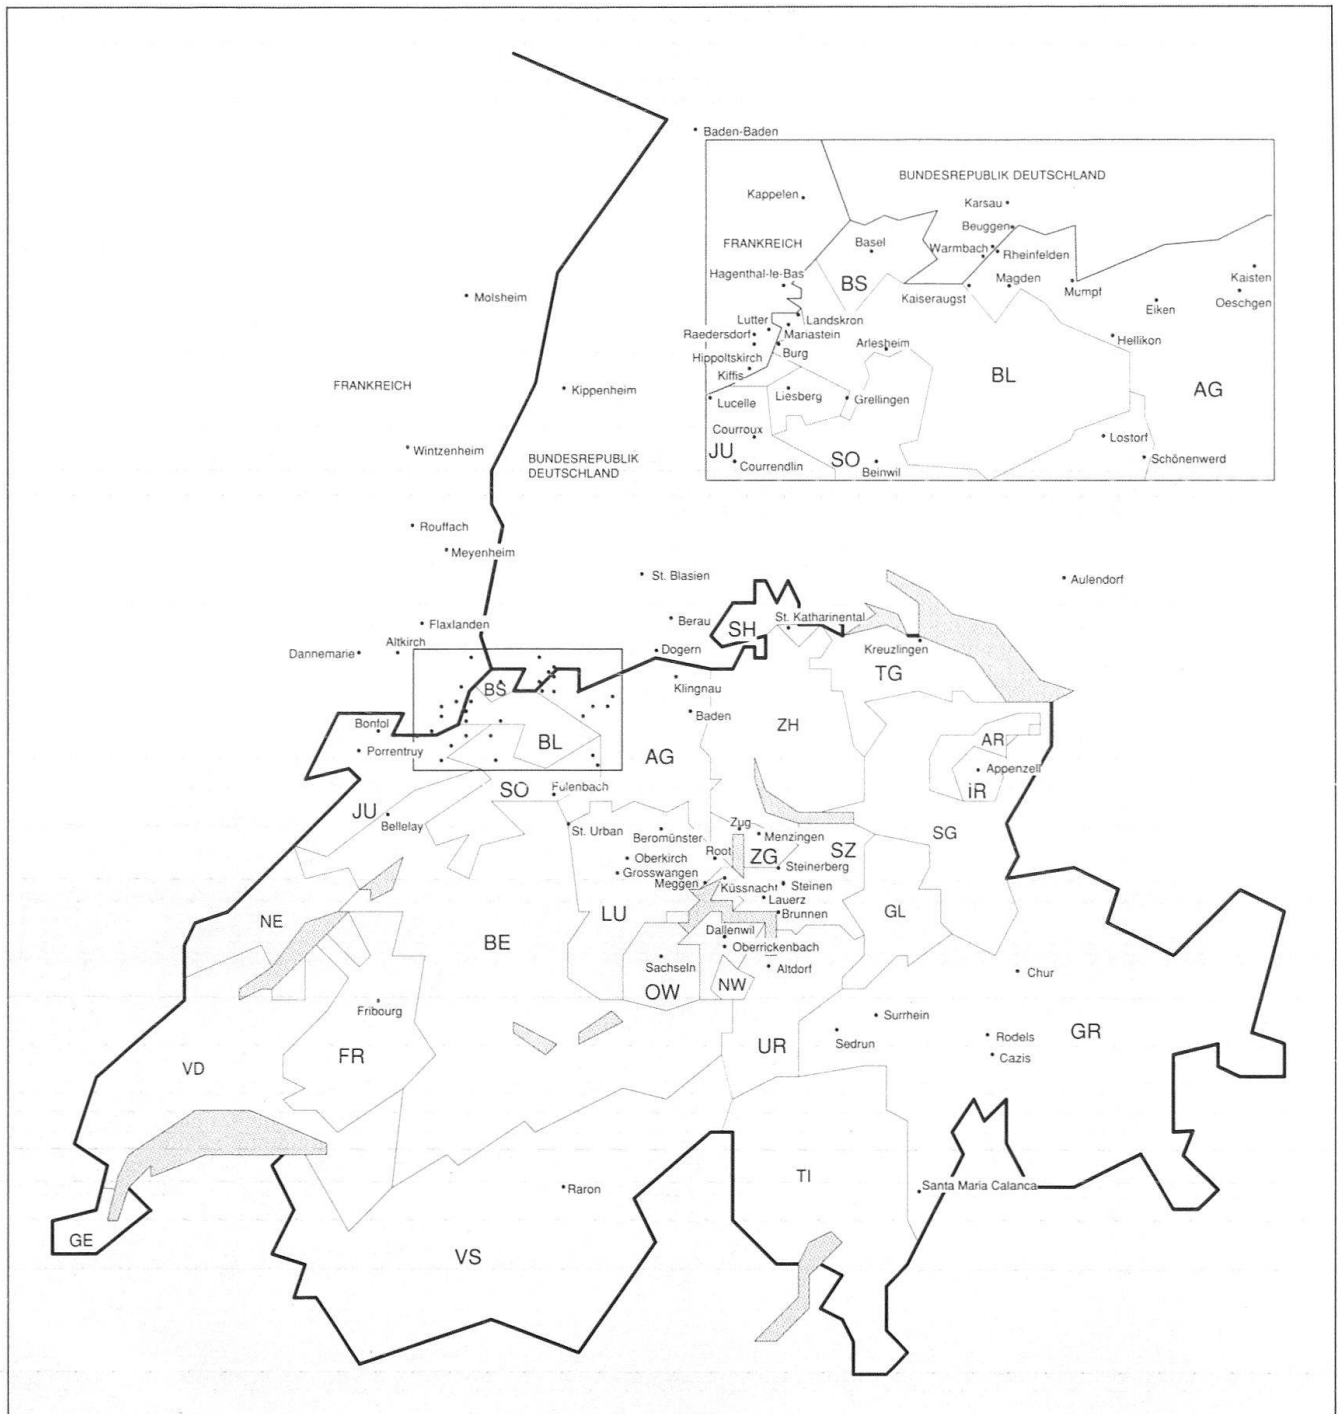 Baden-Baden
BUNDESREPUBLIK DEUTSCHLAND
Kappelen
Karsau
Beuggen
FRANKREICH
Basel
Warmbach
Rheinfelden
Hagenthal-le-Bas
BS
Kaiseraugst
Magden
Mumpf
Kaisten
Oeschgen
Eiken
Lutter
Landskron
Raedersdorf
Mariastein
Arlesheim
Hellikon
Hippoltskirch
Burg
Kiffis
BL
AG
Lucelle
Liesberg
Grellingen
Courroux
Lostorf
JU
Courrendlin
SO
Beinwil
Schönenwerd
Molsheim
FRANKREICH
Kippenheim
Wintzenheim
BUNDESREPUBLIK
DEUTSCHLAND
Rouffach
Meyenheim
St. Blasien
Aulendorf
Flaxlanden
Berau
SH
St. Katharinental
Altkirch
Dannemarie
Dogern
Kreuzlingen
TG
BS
Klingnau
Baden
Bonfol
ZH
BL
AG
AR
Porrentruy
Appenzell
SO
Fulenbach
iR
JU
Bellelay
St. Urban
Beromünster
Zug
Menzingen
SG
Oberkirch
Root
ZG
SZ
Grosswangen
Steinerberg
Meggen
Küssnacht
Steinen
Lauerz
LU
Brunnen
GL
NE
BE
Dallenwil
Oberrickenbach
Sachseln
Altdorf
Chur
OW
NW
Fribourg
Surrhein
Sedrun
Rodels
GR
FR
UR
Cazis
VD
TI
Raron
Santa Maria Calanca
GE
VS